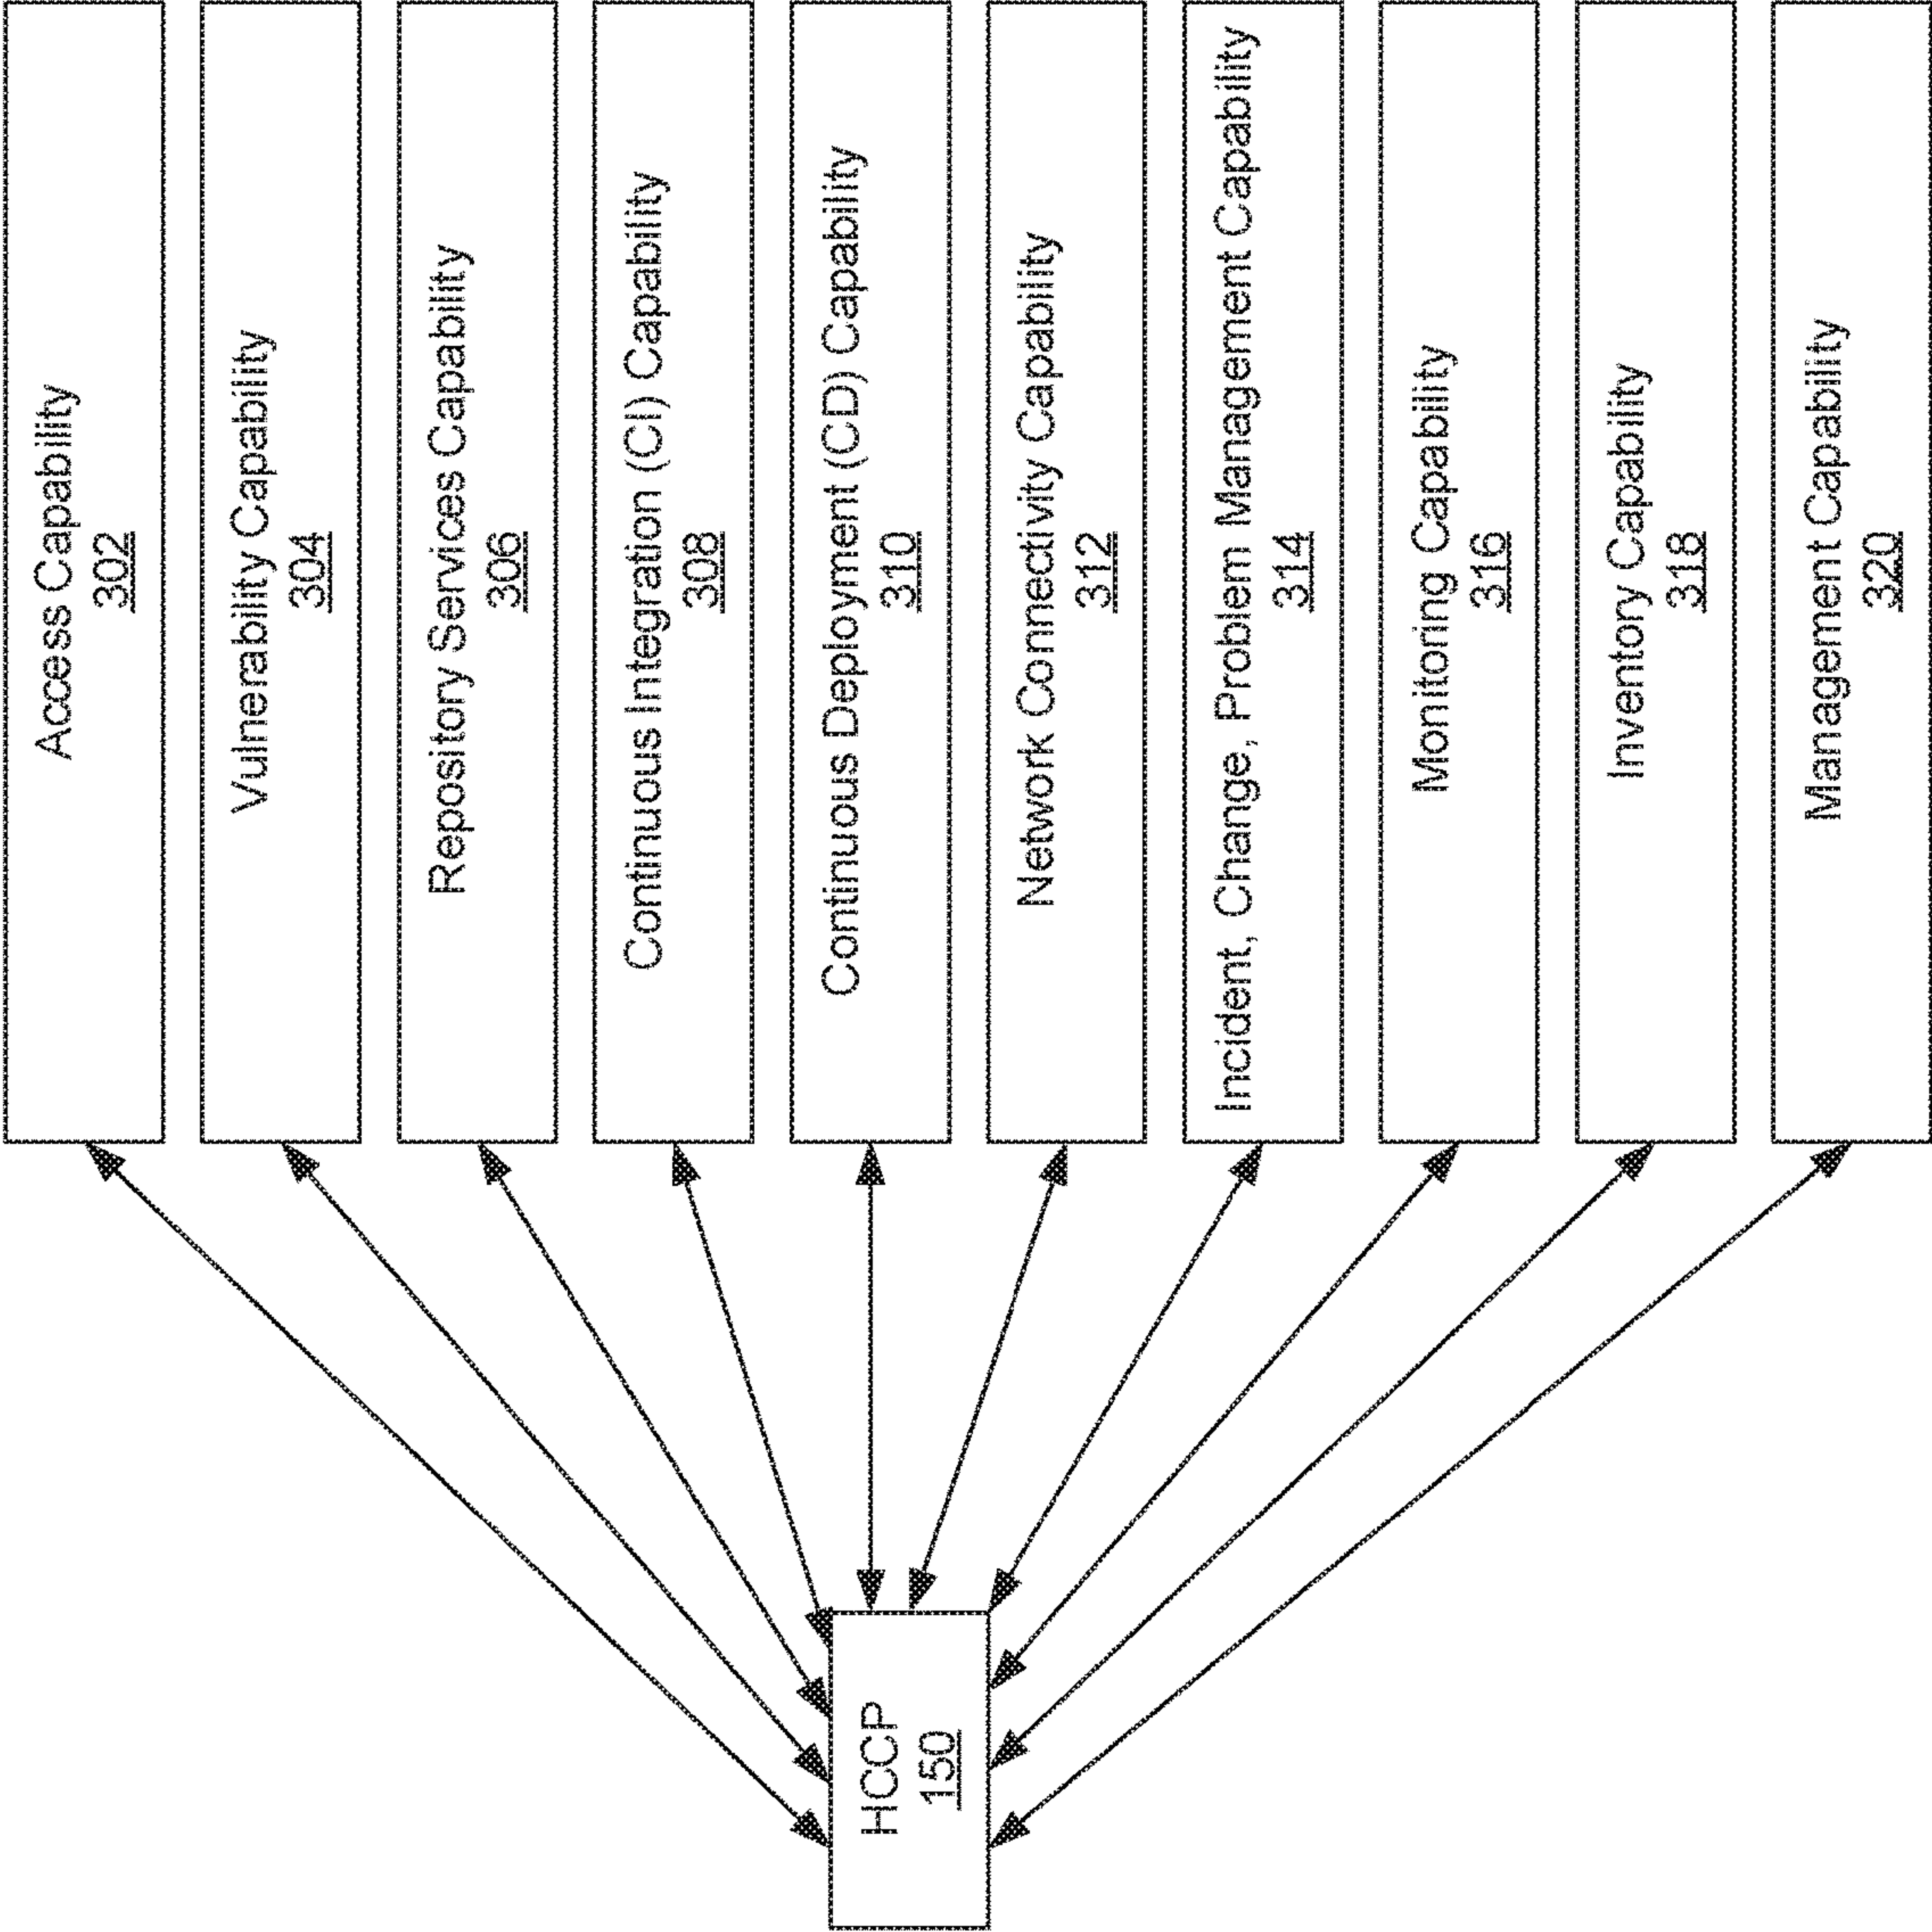 Access Capability
302
Vulnerability Capability
304
Repository Services Capability
306
Continuous Integration (CI) Capability
308
Continuous Deployment (CD) Capability
310
Network Connectivity Capability
312
Incident, Change, Problem Management Capability
314
Monitoring Capability
316
Inventory Capability
318
Management Capability
320
HCCP
150